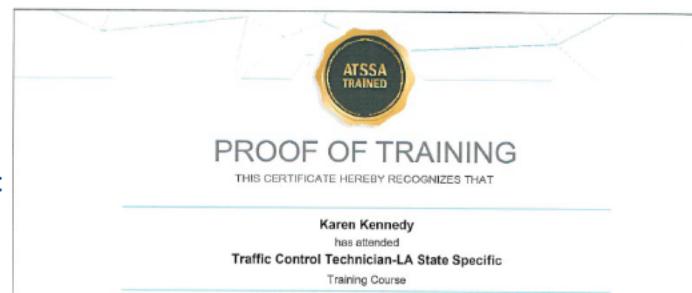 ATSSA
TRAINED
PROOF OF TRAINING
THIS CERTIFICATE HEREBY RECOGNIZES THAT
:
Karen Kennedy
has attended
Traffic Control Technician-LA State Specific
Training Course